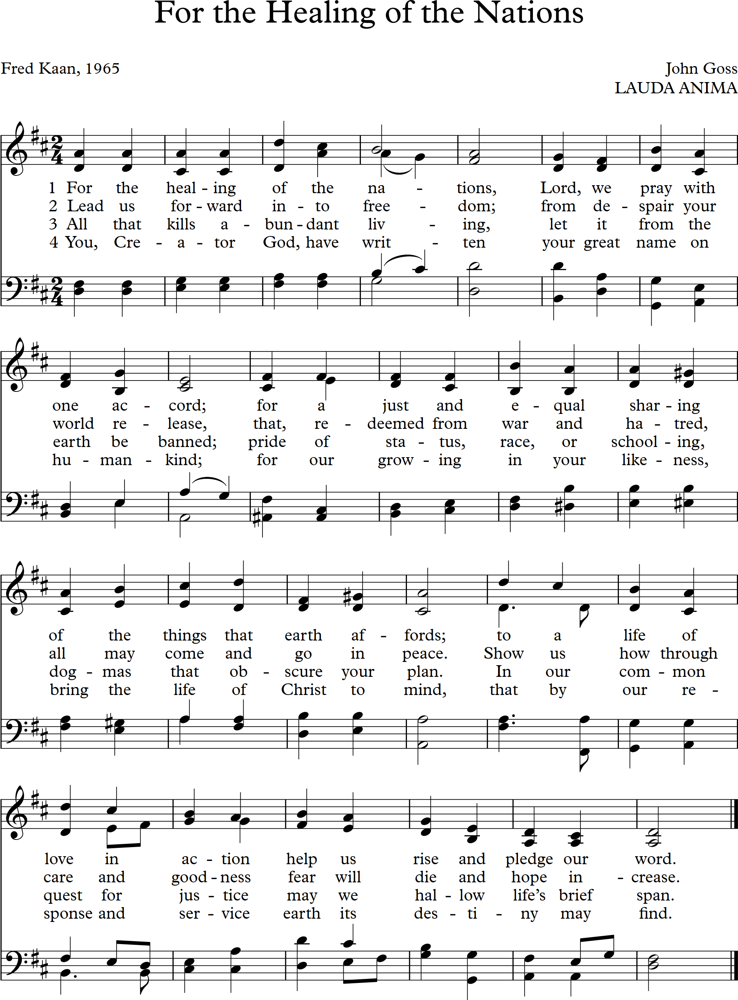 For the Healing of the Nations
Fred Kaan, 1965
John Goss
LAUDA ANIMA
2
4
1 For the heal - ing of the na - tions, Lord, we pray with
2 Lead us for - ward in - to free - dom; from de - spair your
3 All that kills a - bun - dant liv - ing, let it from the
4 You, Cre - a - tor God, have writ - ten your great name on
2
4
one ac - cord; for a just and e - qual shar - ing
world re - lease, that, re - deemed from war and ha - tred,
earth be banned; pride of sta - tus, race, or school - ing,
hu - man - kind; for our grow - ing in your like - ness,
of the things that earth af - fords; to a life of
all may come and go in peace. Show us how through
dog - mas that ob - scure your plan. In our com - mon
bring the life of Christ to mind, that by our re -
love in ac - tion help us rise and pledge our word.
care and good - ness fear will die and hope in - crease.
quest for jus - tice may we hal - low life's brief span.
sponse and ser - vice earth its des - ti - ny may find.